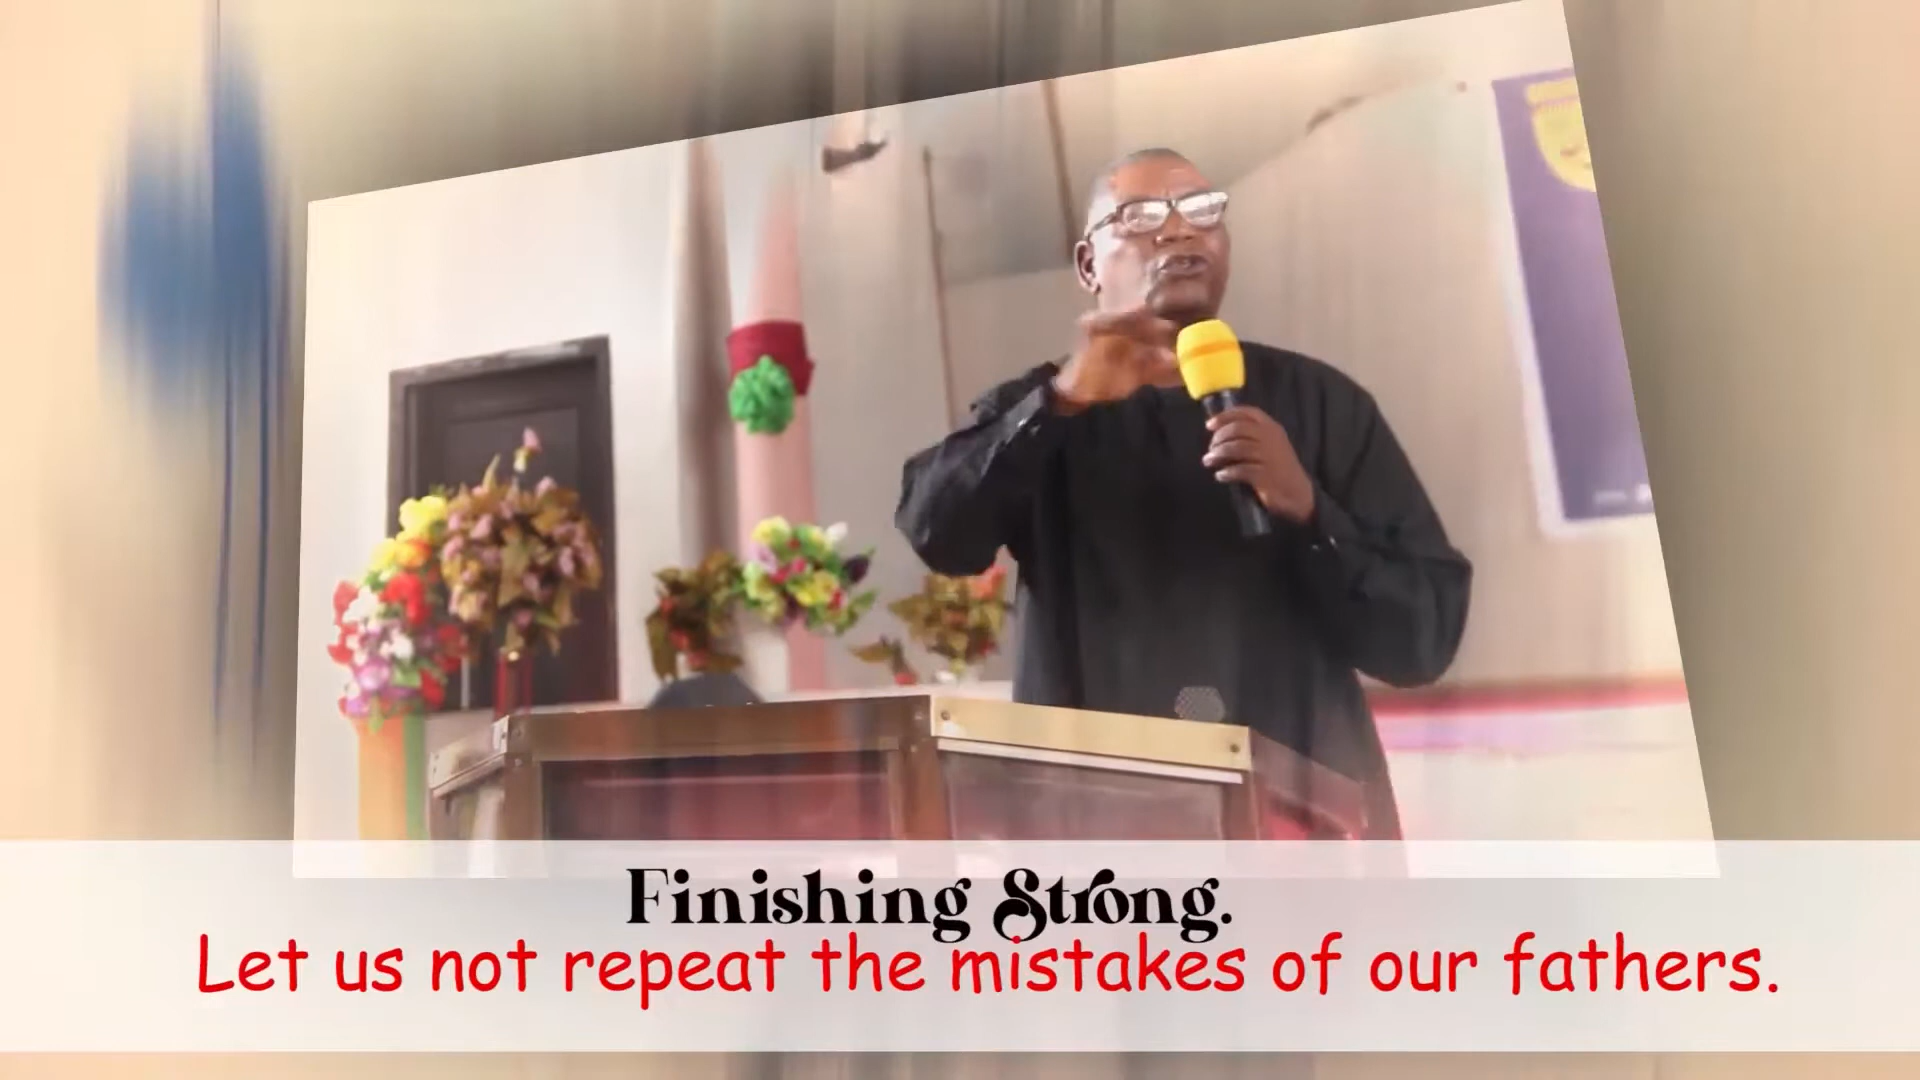 Finishing Strong.
Let us not repeat the mistakes of our fathers.